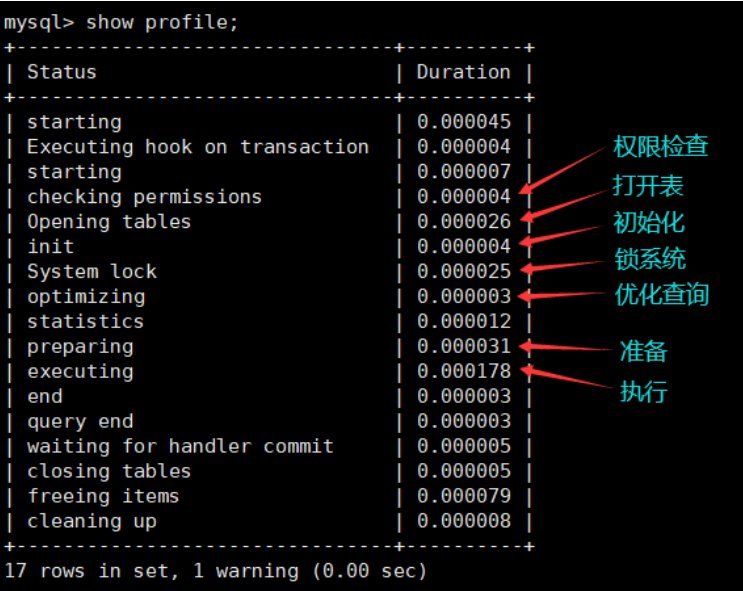 mysql> show profile;
+--------------------------------+----------+
| Status                         | Duration |
+--------------------------------+----------+
| starting                       | 0.000045 |
| Executing hook on transaction  | 0.000004 | 权限检查
| starting                       | 0.000007 |
| checking permissions           | 0.000004 | 打开表
| Opening tables                 | 0.000026 | 初始化
| init                           | 0.000004 |
| System lock                    | 0.000025 | 锁系统
| optimizing                     | 0.000003 | 优化查询
| statistics                     | 0.000012 |
| preparing                      | 0.000031 | 准备
| executing                      | 0.000178 | 执行
| end                            | 0.000003 |
| query end                      | 0.000003 |
| waiting for handler commit     | 0.000005 |
| closing tables                 | 0.000005 |
| freeing items                  | 0.000079 |
| cleaning up                    | 0.000008 |
+--------------------------------+----------+
17 rows in set, 1 warning (0.00 sec)